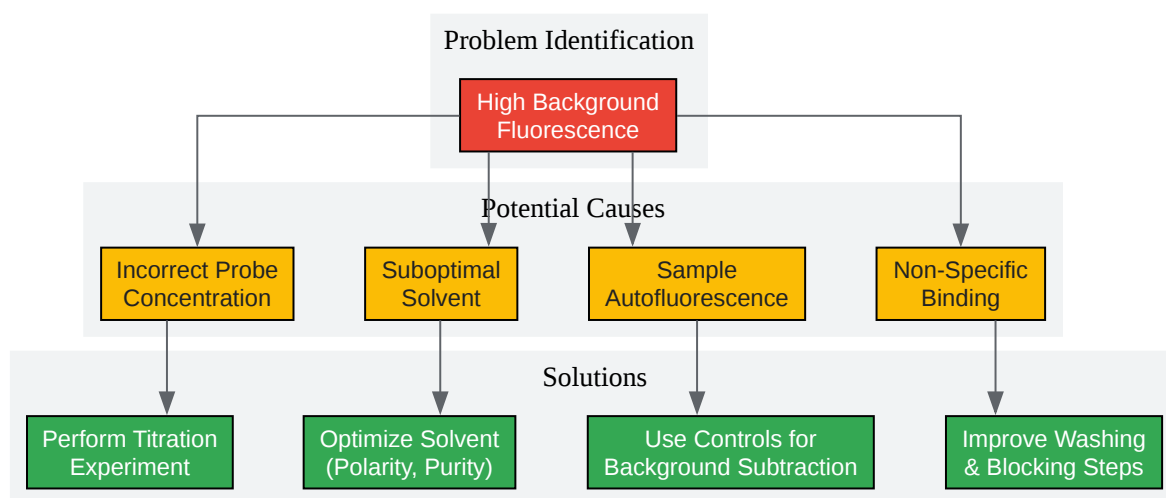 Problem Identification
High Background
Fluorescence
Potential Causes
Incorrect Probe
Concentration
Suboptimal
Solvent
Sample
Autofluorescence
Non-Specific
Binding
Solutions
Perform Titration
Experiment
Optimize Solvent
(Polarity, Purity)
Use Controls for
Background Subtraction
Improve Washing
& Blocking Steps